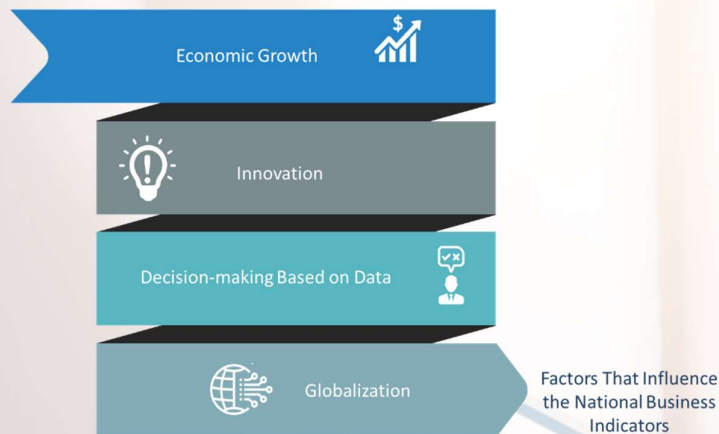 Economic Growth
Innovation
Decision-making Based on Data
Globalization
Factors That Influence
the National Business
Indicators